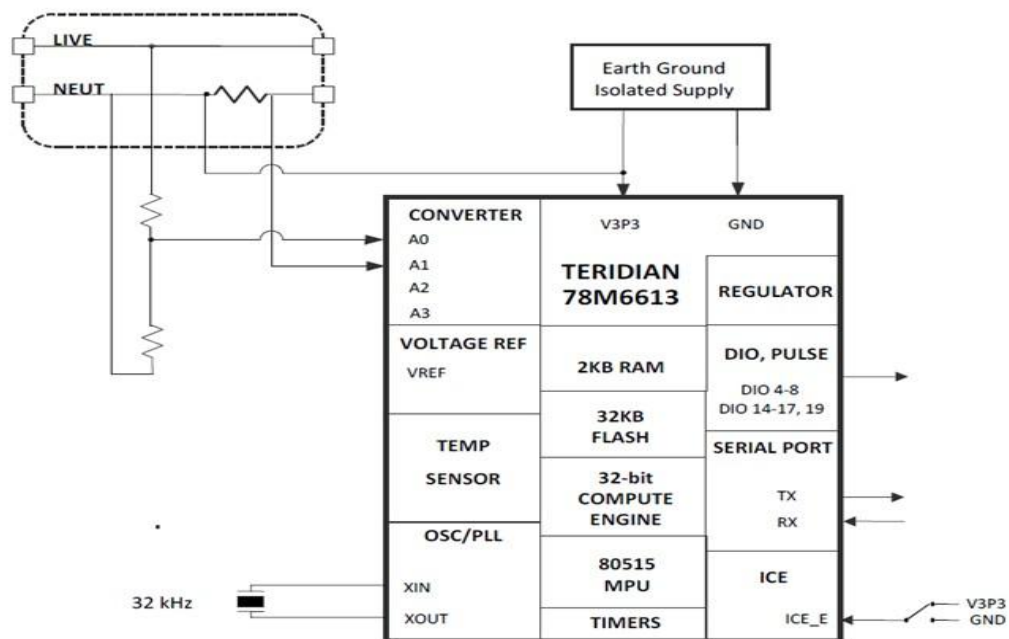 LIVE
NEUT
Earth Ground
Isolated Supply
CONVERTER
A0
A1
A2
A3
V3P3
GND
TERIDIAN
78M6613
REGULATOR
VOLTAGE REF
VREF
2KB RAM
DIO, PULSE
DIO 4-8
DIO 14-17, 19
32KB
FLASH
TEMP
SENSOR
SERIAL PORT
TX
RX
32-bit
COMPUTE
ENGINE
OSC/PLL
XIN
XOUT
32 kHz
80515
MPU
TIMERS
ICE
ICE_E
V3P3
GND